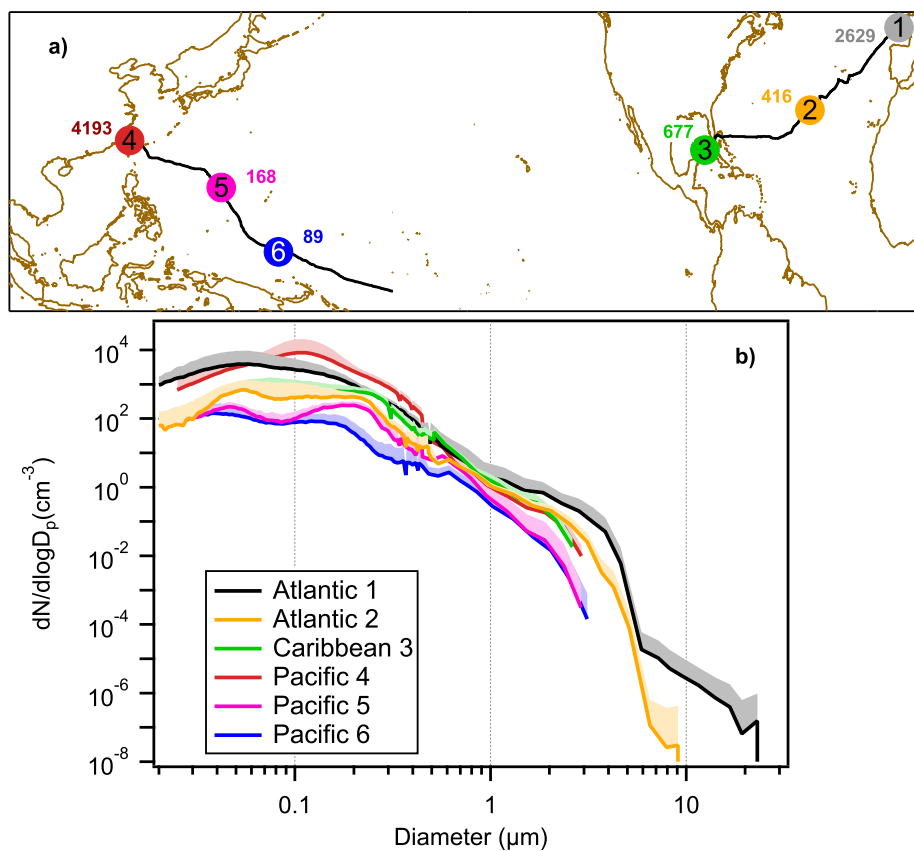 a)
1
2629
416
2
677
3
4193
4
5
168
6
89
b)
10^4
10^2
10^0
10^-2
10^-4
10^-6
10^-8
dN/dlogD_p(cm^-3)
Atlantic 1
Atlantic 2
Caribbean 3
Pacific 4
Pacific 5
Pacific 6
0.1
1
10
Diameter (µm)